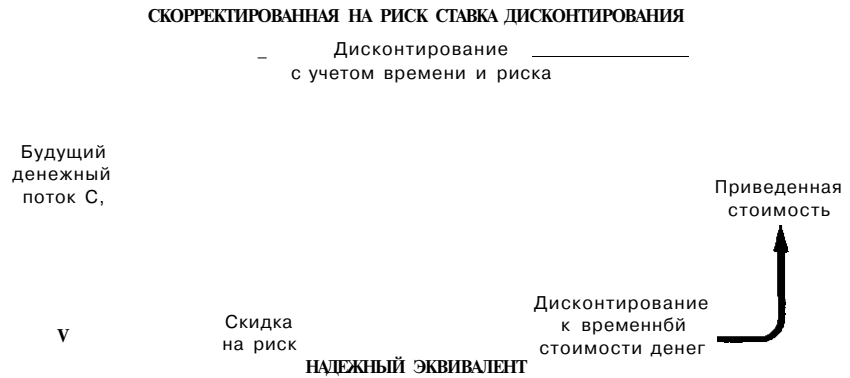 СКОРРЕКТИРОВАННАЯ НА РИСК СТАВКА ДИСКОНТИРОВАНИЯ
Дисконтирование
с учетом времени и риска
Будущий
денежный
поток С,
Приведенная
стоимость
V
Скидка
на риск
Дисконтирование
к временнбй
стоимости денег
НАДЕЖНЫЙ ЭКВИВАЛЕНТ